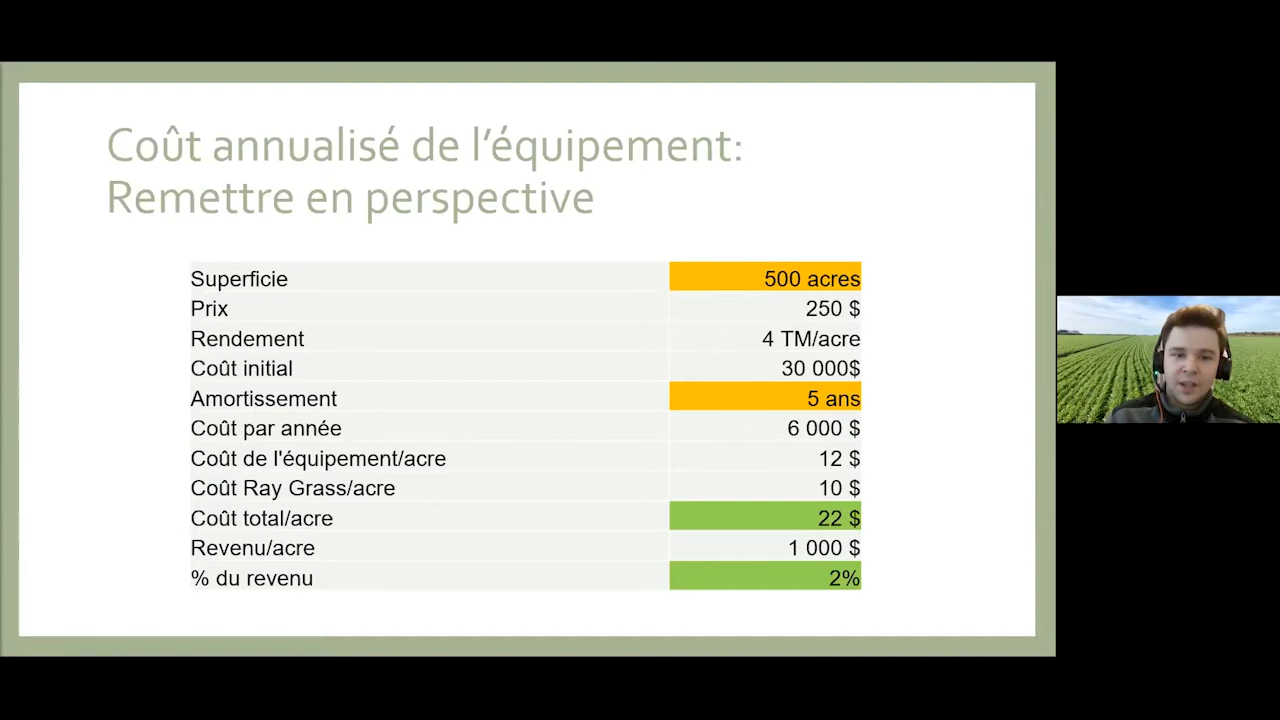 Coût annualisé de l’équipement:
Remettre en perspective
Superficie 500 acres
Prix 250 $
Rendement 4 TM/acre
Coût initial 30 000$
Amortissement 5 ans
Coût par année 6 000 $
Coût de l'équipement/acre 12 $
Coût Ray Grass/acre 10 $
Coût total/acre 22 $
Revenu/acre 1 000 $
% du revenu 2%